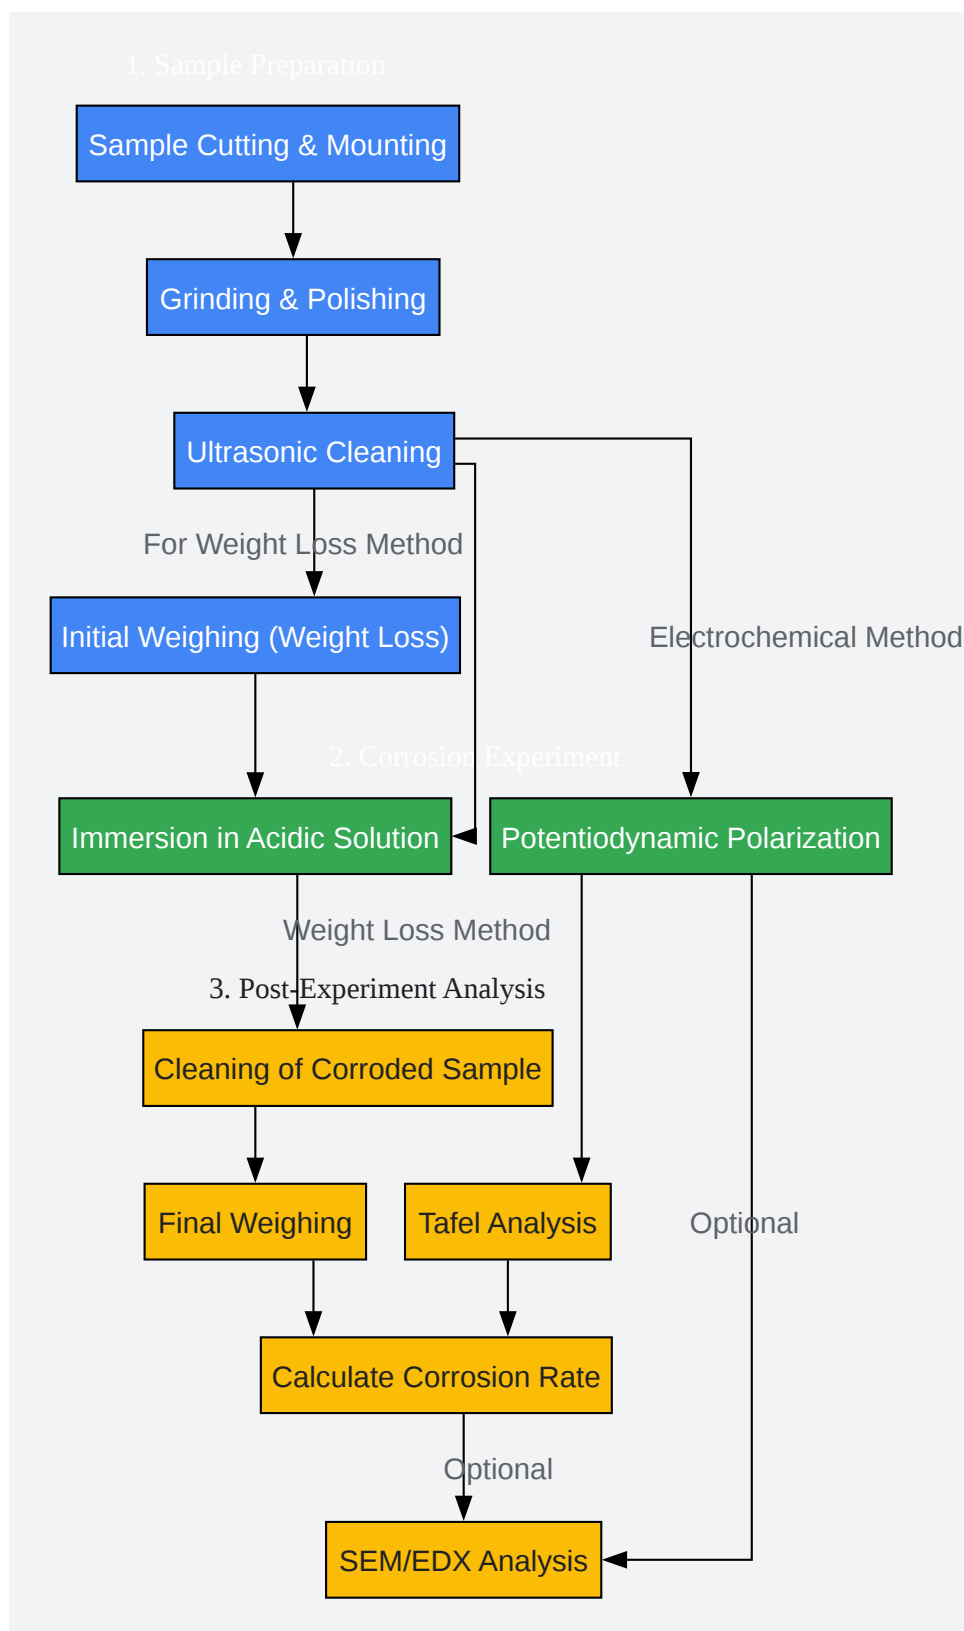 1. Sample Preparation
Sample Cutting & Mounting
Grinding & Polishing
Ultrasonic Cleaning
For Weight Loss Method
Initial Weighing (Weight Loss)
Electrochemical Method
2. Corrosion Experiment
Immersion in Acidic Solution
Potentiodynamic Polarization
Weight Loss Method
3. Post-Experiment Analysis
Cleaning of Corroded Sample
Final Weighing
Tafel Analysis
Optional
Calculate Corrosion Rate
Optional
SEM/EDX Analysis